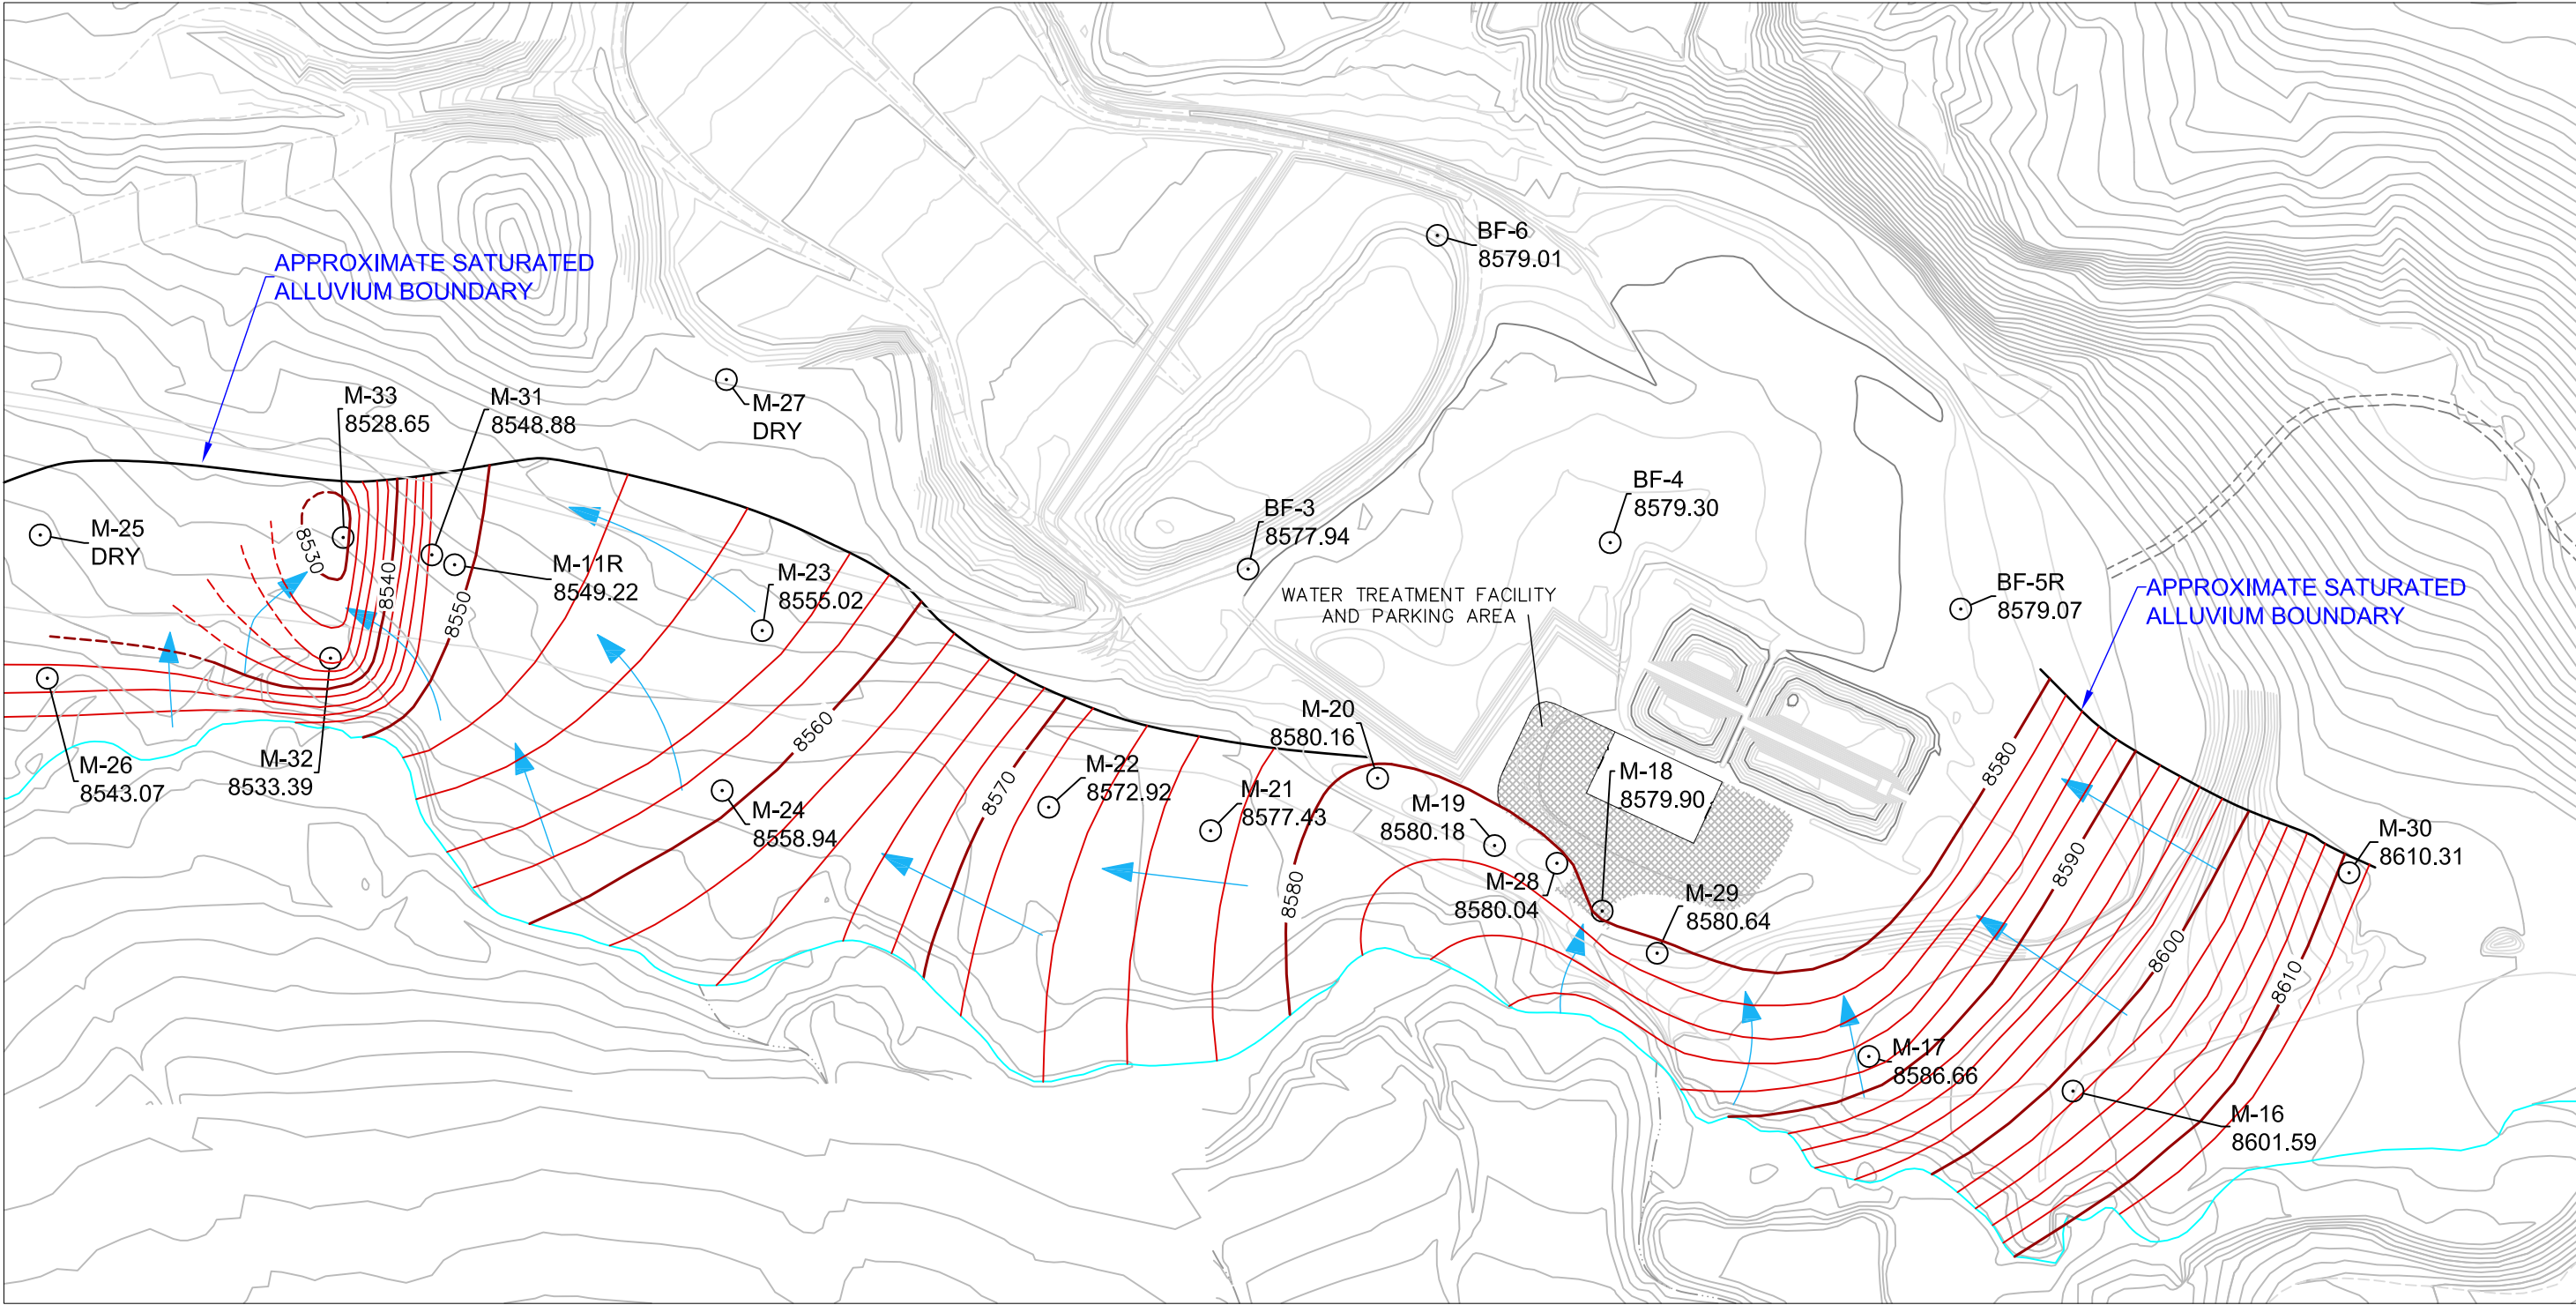 BF-6
8579.01
APPROXIMATE SATURATED
ALLUVIUM BOUNDARY
M-33
8528.65
M-31
8548.88
M-27
DRY
M-25
DRY
8530
8540
8550
M-11R
8549.22
M-23
8555.02
BF-3
8577.94
BF-4
8579.30
WATER TREATMENT FACILITY
AND PARKING AREA
BF-5R
8579.07
APPROXIMATE SATURATED
ALLUVIUM BOUNDARY
M-26
8543.07
M-32
8533.39
8560
M-24
8558.94
8570
M-22
8572.92
M-21
8577.43
M-20
8580.16
8580
M-19
8580.18
M-28
8580.04
M-18
8579.90
M-29
8580.64
8580
8590
8600
8610
M-30
8610.31
M-17
8586.66
M-16
8601.59